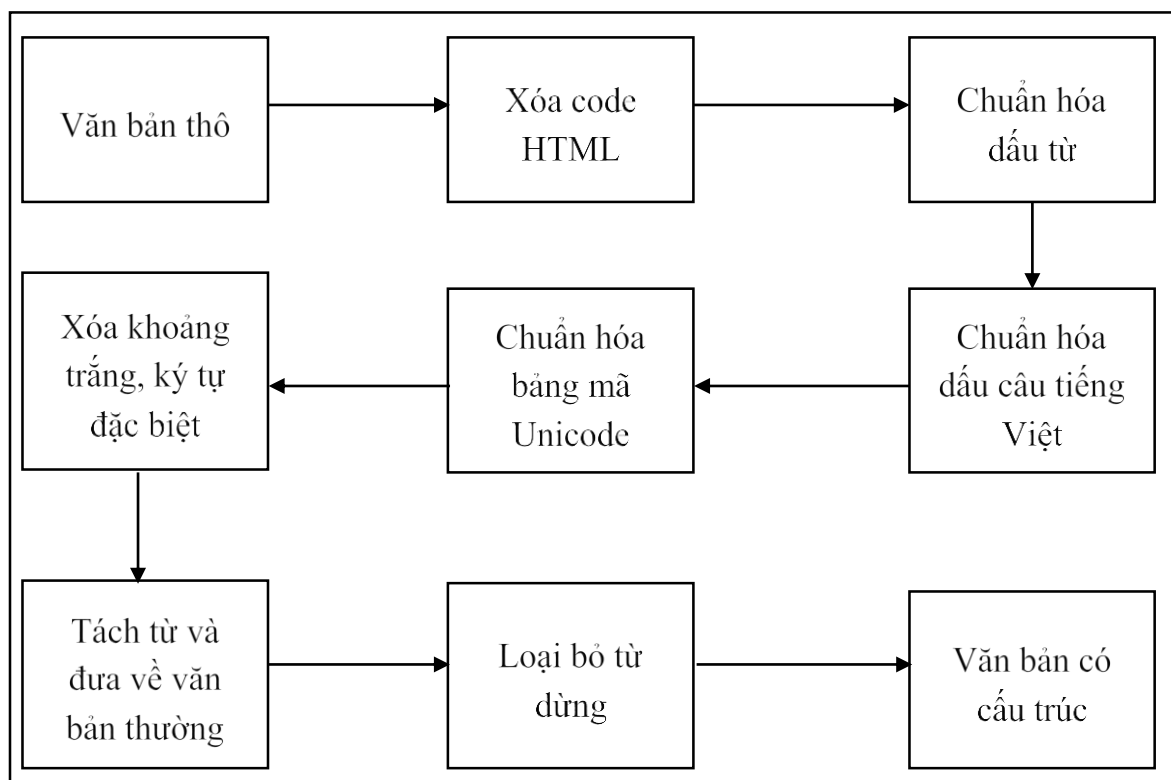 Văn bản thô
Xóa code
HTML
Chuẩn hóa
dấu từ
Chuẩn hóa
dấu câu tiếng
Việt
Chuẩn hóa
bảng mã
Unicode
Xóa khoảng
trắng, ký tự
đặc biệt
Tách từ và
đưa về văn
bản thường
Loại bỏ từ
dừng
Văn bản có
cấu trúc